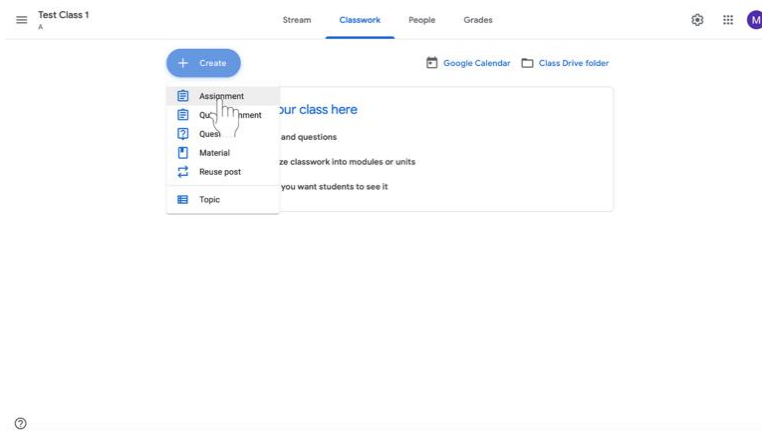 Test Class 1
A
Stream Classwork People Grades
M
Create
Google Calendar Class Drive folder
Assignment
our class here
and questions
Material
ze classwork into modules or units
Reuse post
you want students to see it
Topic